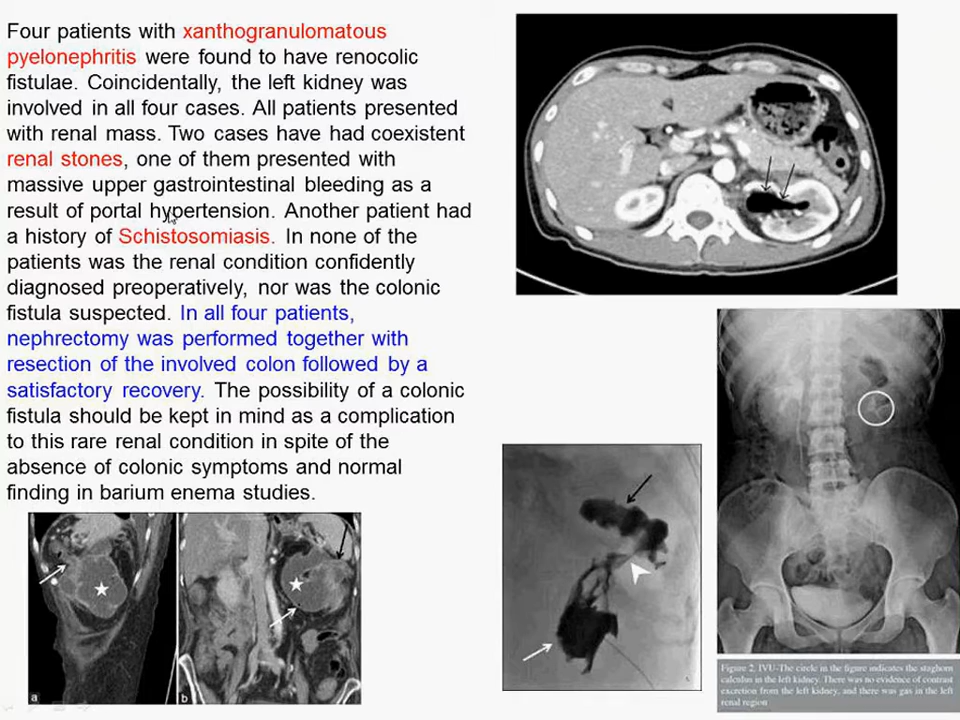 Four patients with xanthogranulomatous
pyelonephritis were found to have renocolic
fistulae. Coincidentally, the left kidney was
involved in all four cases. All patients presented
with renal mass. Two cases have had coexistent
renal stones, one of them presented with
massive upper gastrointestinal bleeding as a
result of portal hypertension. Another patient had
a history of Schistosomiasis. In none of the
patients was the renal condition confidently
diagnosed preoperatively, nor was the colonic
fistula suspected. In all four patients,
nephrectomy was performed together with
resection of the involved colon followed by a
satisfactory recovery. The possibility of a colonic
fistula should be kept in mind as a complication
to this rare renal condition in spite of the
absence of colonic symptoms and normal
finding in barium enema studies.
a
b
Figure 2. IVU-The circle in the figure indicates the staghorn
calculus in the left kidney. There was no evidence of contrast
excretion from the left kidney, and there was gas in the left
renal region